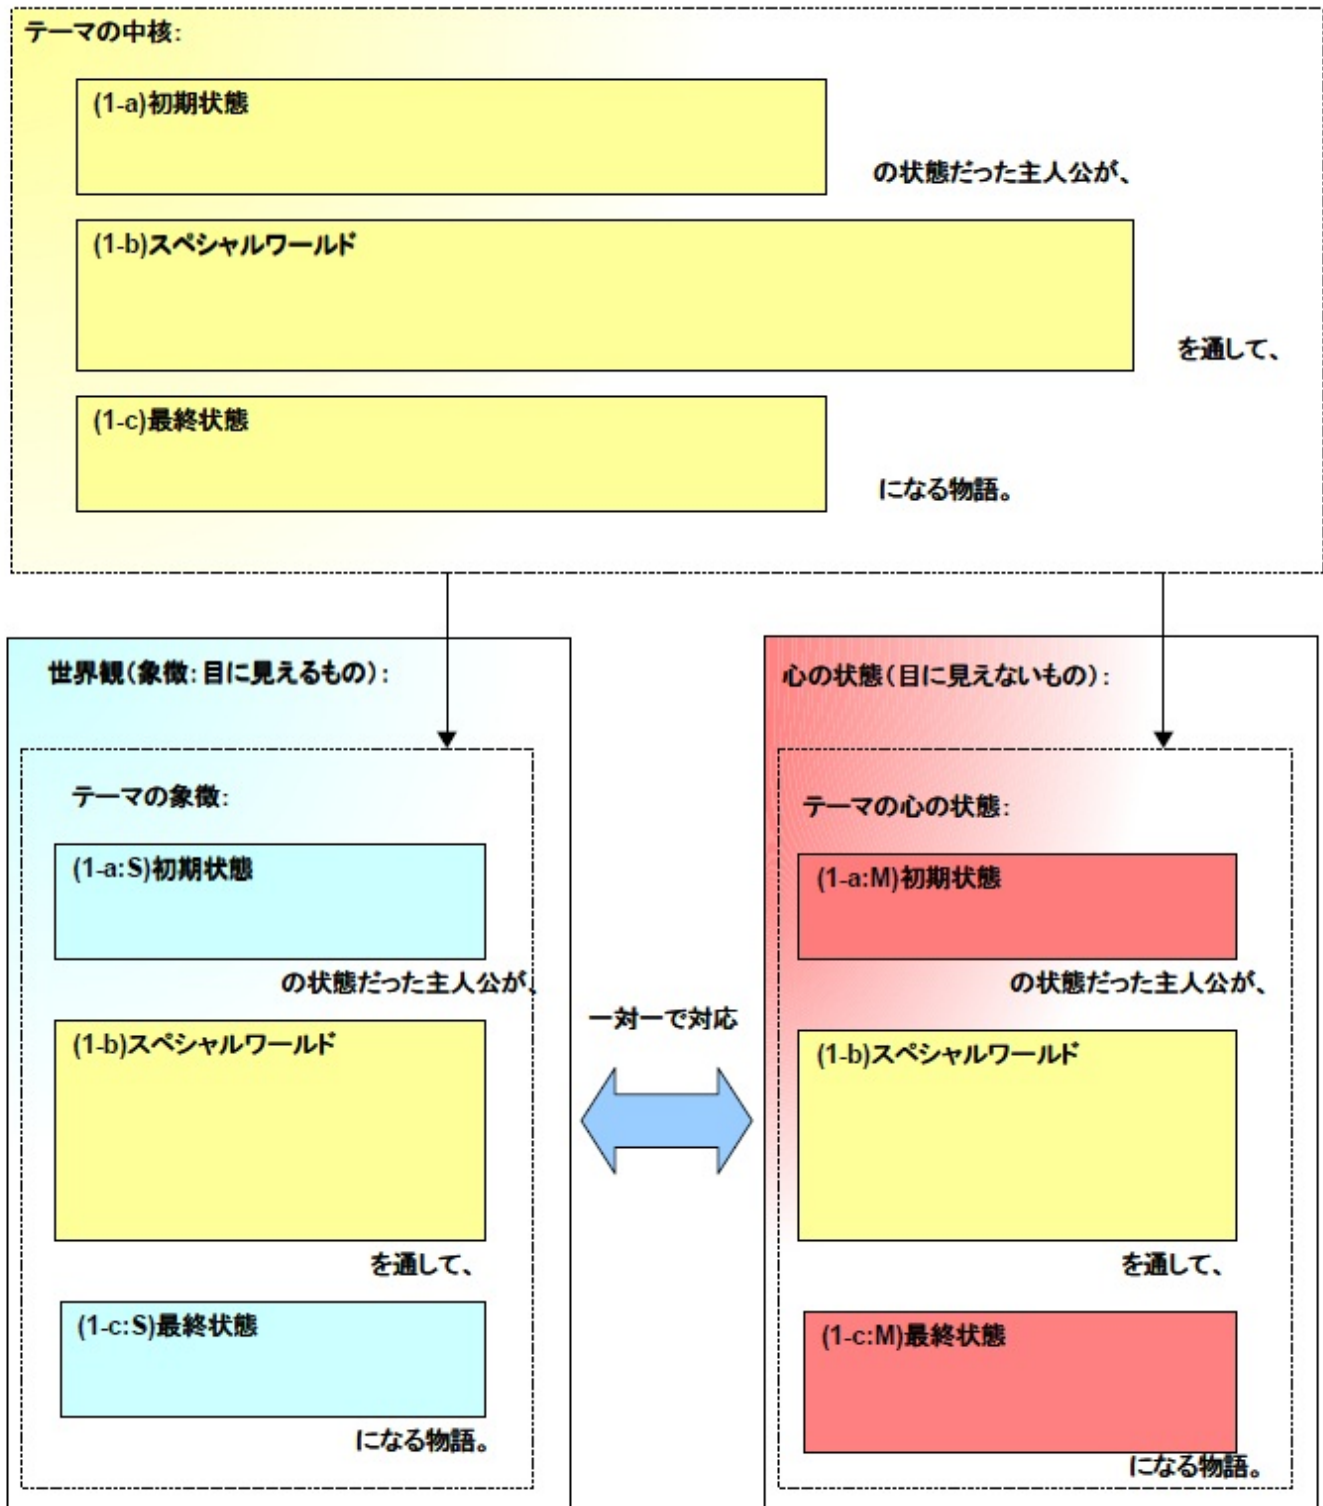 テーマの中核:
(1-a)初期状態
の状態だった主人公が、
(1-b)スペシャルワールド
を通して、
(1-c)最終状態
になる物語。
世界観(象徴:目に見えるもの):
テーマの象徴:
(1-a:S)初期状態
の状態だった主人公が、
(1-b)スペシャルワールド
を通して、
(1-c:S)最終状態
になる物語。
一対一で対応
心の状態(目に見えないもの):
テーマの心の状態:
(1-a:M)初期状態
の状態だった主人公が、
(1-b)スペシャルワールド
を通して、
(1-c:M)最終状態
になる物語。